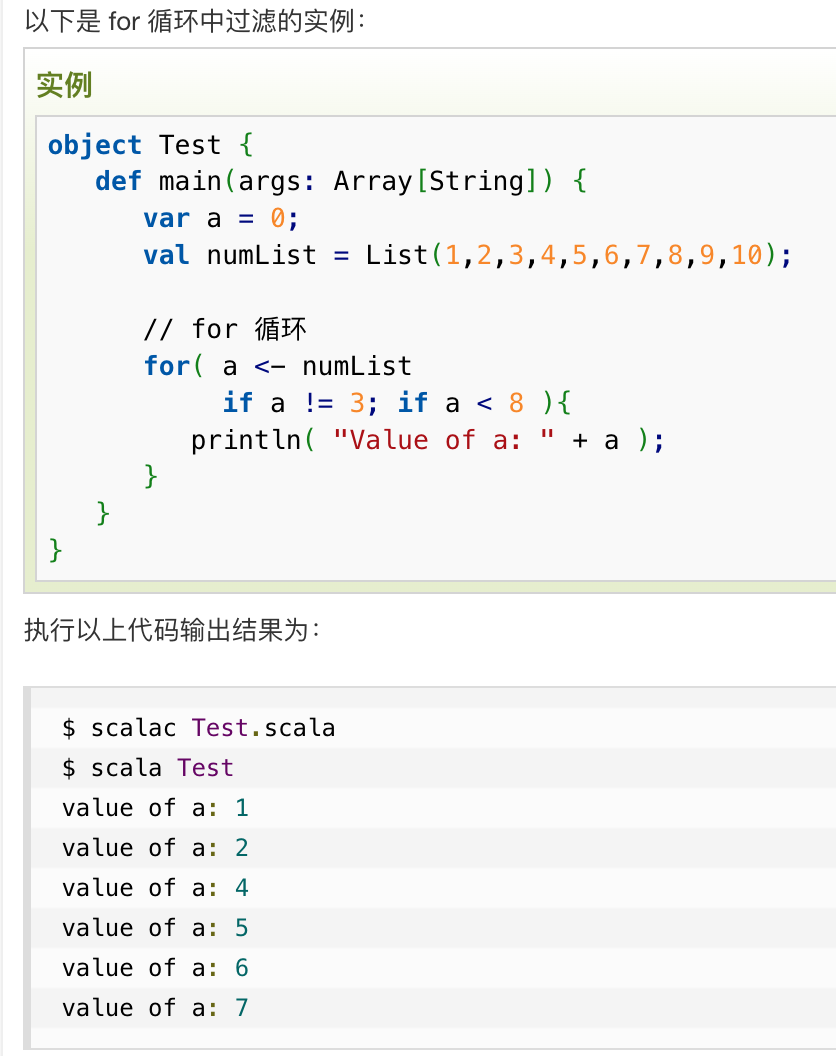 以下是 for 循环中过滤的实例：
实例
object Test {
   def main(args: Array[String]) {
      var a = 0;
      val numList = List(1,2,3,4,5,6,7,8,9,10);

      // for 循环
      for( a <- numList
           if a != 3; if a < 8 ){
         println( "Value of a: " + a );
      }
   }
}
执行以上代码输出结果为：
$ scalac Test.scala
$ scala Test
value of a: 1
value of a: 2
value of a: 4
value of a: 5
value of a: 6
value of a: 7